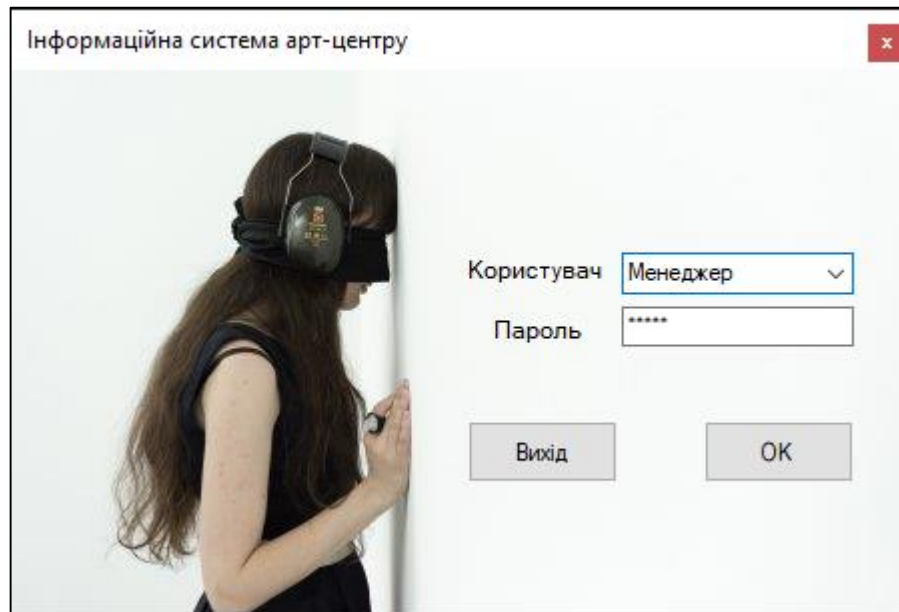 Інформаційна система арт-центру
x
Користувач Менеджер
Пароль *****
Вихід OK